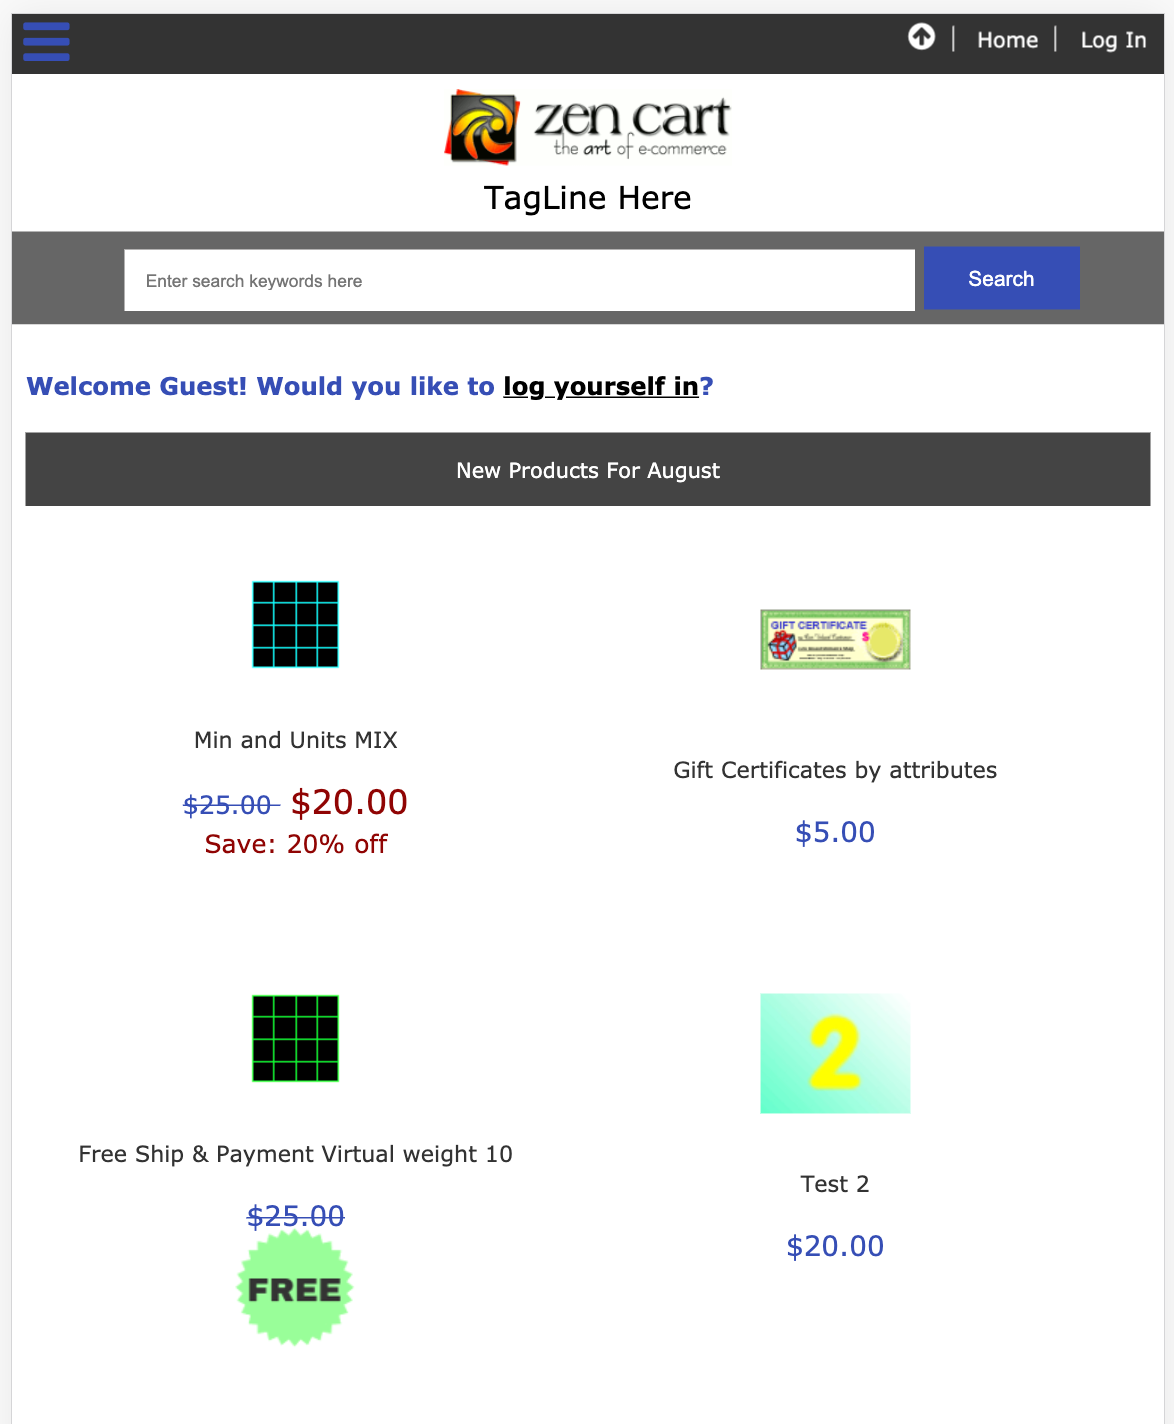 Home
Log In
zen cart
the art of e-commerce
TagLine Here
Enter search keywords here
Search
Welcome Guest! Would you like to log yourself in?
New Products For August
GIFT CERTIFICATE
$
Min and Units MIX
$25.00 $20.00
Save: 20% off
Gift Certificates by attributes
$5.00
2
Free Ship & Payment Virtual weight 10
$25.00
FREE
Test 2
$20.00